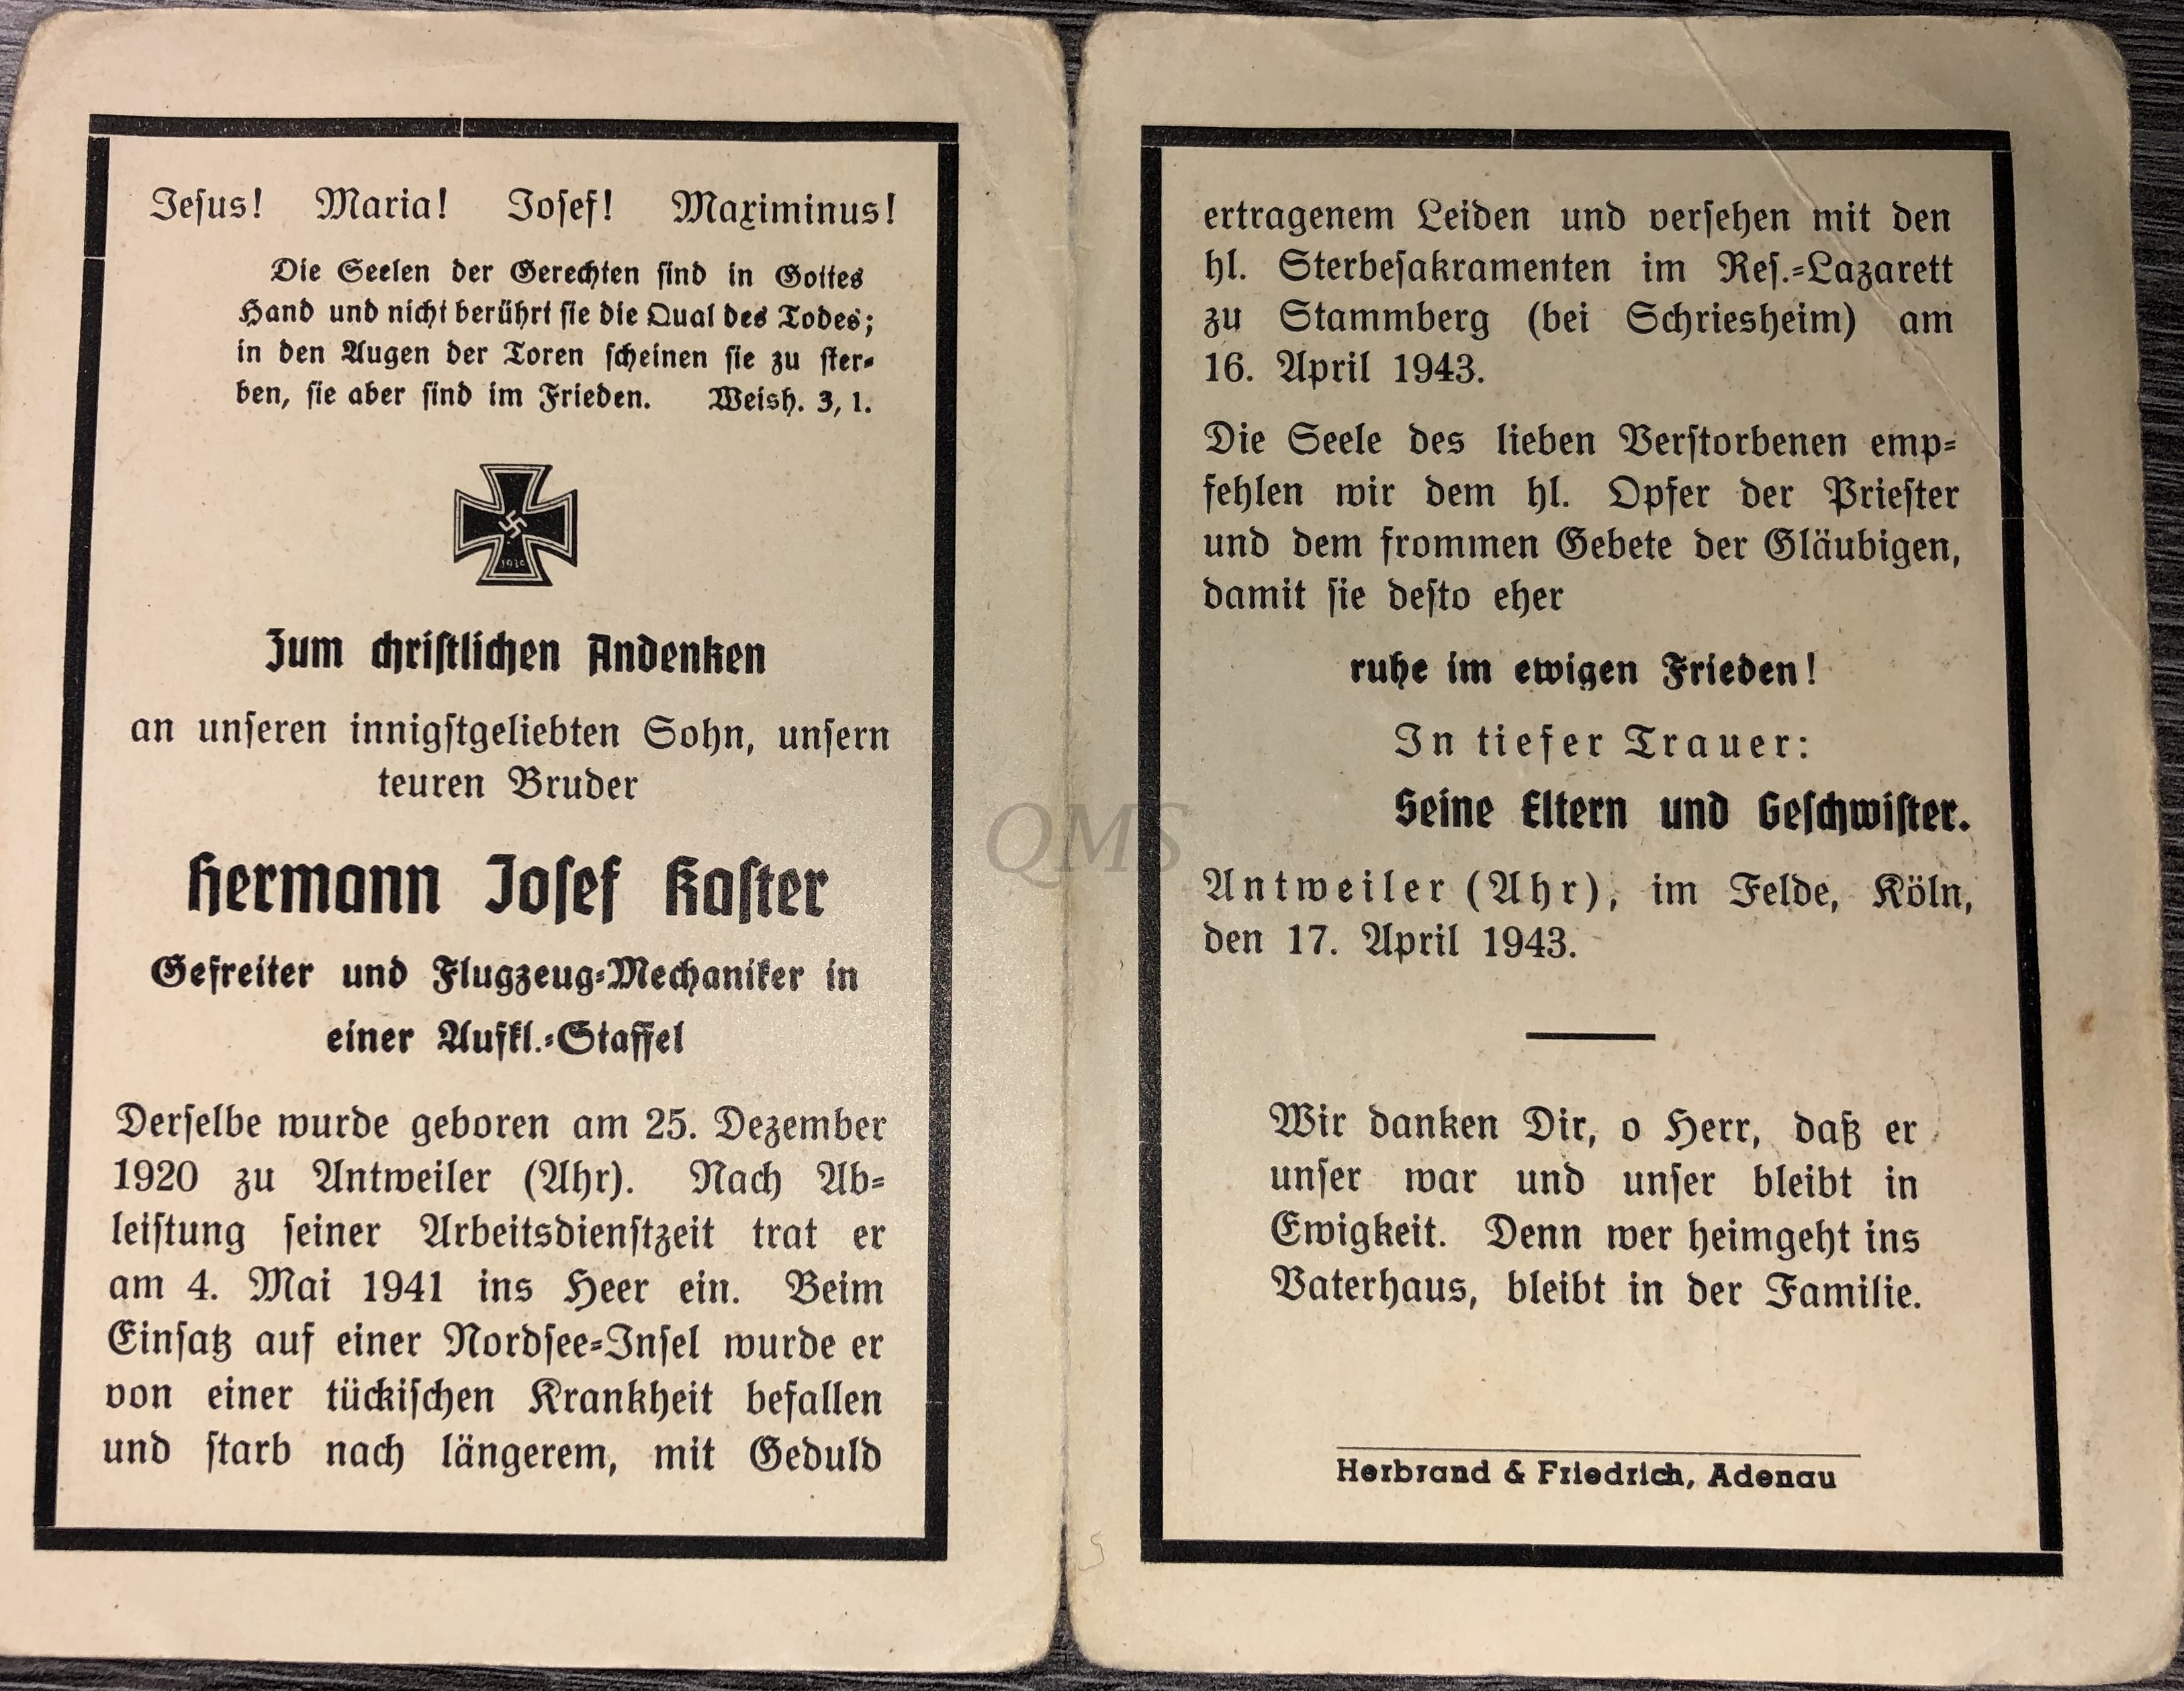 Jesus! Maria! Josef! Maximinus!
Die Seelen der Gerechten sind in Gottes
Hand und nicht berührt sie die Qual des Todes;
in den Augen der Toren scheinen sie zu ster-
ben, sie aber sind im Frieden. Weish. 3, 1.
1939
Zum christlichen Andenken
an unseren innigstgeliebten Sohn, unsern
teuren Bruder
Hermann Josef Kaster
Gefreiter und Flugzeug-Mechaniker in
einer Aufkl.-Staffel
Derselbe wurde geboren am 25. Dezember
1920 zu Antweiler (Ahr). Nach Ab-
leistung seiner Arbeitsdienstzeit trat er
am 4. Mai 1941 ins Heer ein. Beim
Einsatz auf einer Nordsee-Insel wurde er
von einer tückischen Krankheit befallen
und starb nach längerem, mit Geduld
ertragenem Leiden und versehen mit den
hl. Sterbesakramenten im Res.-Lazarett
zu Stammberg (bei Schriesheim) am
16. April 1943.
Die Seele des lieben Verstorbenen emp-
fehlen wir dem hl. Opfer der Priester
und dem frommen Gebete der Gläubigen,
damit sie desto eher
ruhe im ewigen Frieden!
In tiefer Trauer:
Seine Eltern und Geschwister.
Antweiler (Ahr), im Felde, Köln,
den 17. April 1943.
Wir danken Dir, o Herr, daß er
unser war und unser bleibt in
Ewigkeit. Denn wer heimgeht ins
Vaterhaus, bleibt in der Familie.
Herbrand & Friedrich, Adenau
QMS